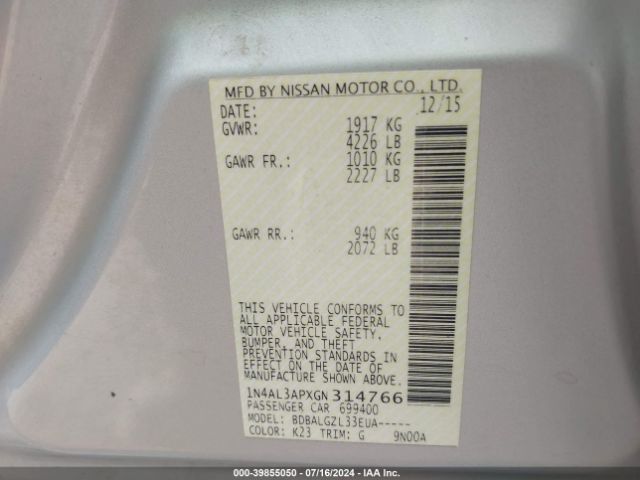 MFD BY NISSAN MOTOR CO., LTD.
DATE: 12/15
GVWR: 1917 KG
4226 LB
GAWR FR.: 1010 KG
2227 LB
GAWR RR.: 940 KG
2072 LB
THIS VEHICLE CONFORMS TO
ALL APPLICABLE FEDERAL
MOTOR VEHICLE SAFETY,
BUMPER, AND THEFT
PREVENTION STANDARDS IN
EFFECT ON THE DATE OF
MANUFACTURE SHOWN ABOVE.
1N4AL3APXGN314766
PASSENGER CAR 699400
MODEL: BDBALGZL33EUA-----
COLOR: K23 TRIM: G 9N00A
000-39855050 - 07/16/2024 - IAAI.com